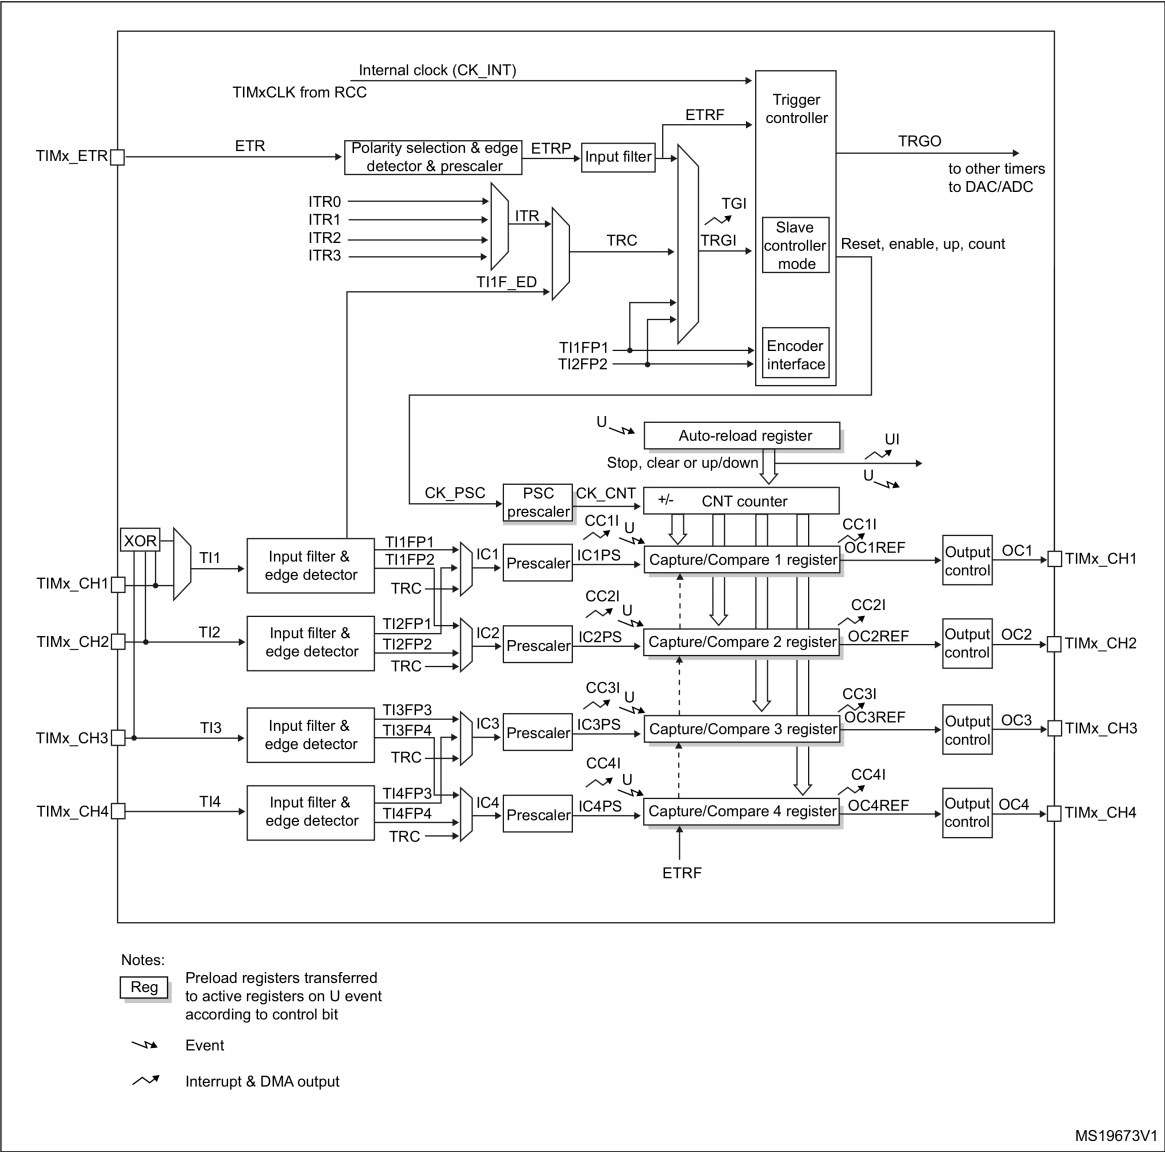 Internal clock (CK_INT)
TIMxCLK from RCC
Trigger
controller
ETRF
TIMx_ETR
ETR
Polarity selection & edge
detector & prescaler
ETRP
Input filter
TRGO
to other timers
to DAC/ADC
ITR0
ITR1
ITR2
ITR3
ITR
TGI
TRC
TRGI
Slave
controller
mode
Reset, enable, up, count
TI1F_ED
TI1FP1
TI2FP2
Encoder
interface
U
Auto-reload register
UI
Stop, clear or up/down
U
CK_PSC
PSC
prescaler
CK_CNT
+/-
CNT counter
XOR
TI1
TIMx_CH1
Input filter &
edge detector
TI1FP1
TI1FP2
TRC
IC1
Prescaler
CC1I
U
IC1PS
Capture/Compare 1 register
CC1I
OC1REF
Output
control
OC1
TIMx_CH1
TIMx_CH2
TI2
Input filter &
edge detector
TI2FP1
TI2FP2
TRC
IC2
Prescaler
CC2I
U
IC2PS
Capture/Compare 2 register
CC2I
OC2REF
Output
control
OC2
TIMx_CH2
TIMx_CH3
TI3
Input filter &
edge detector
TI3FP3
TI3FP4
TRC
IC3
Prescaler
CC3I
U
IC3PS
Capture/Compare 3 register
CC3I
OC3REF
Output
control
OC3
TIMx_CH3
TIMx_CH4
TI4
Input filter &
edge detector
TI4FP3
TI4FP4
TRC
IC4
Prescaler
CC4I
U
IC4PS
Capture/Compare 4 register
CC4I
OC4REF
Output
control
OC4
TIMx_CH4
ETRF
Notes:
Reg
Preload registers transferred
to active registers on U event
according to control bit
Event
Interrupt & DMA output
MS19673V1